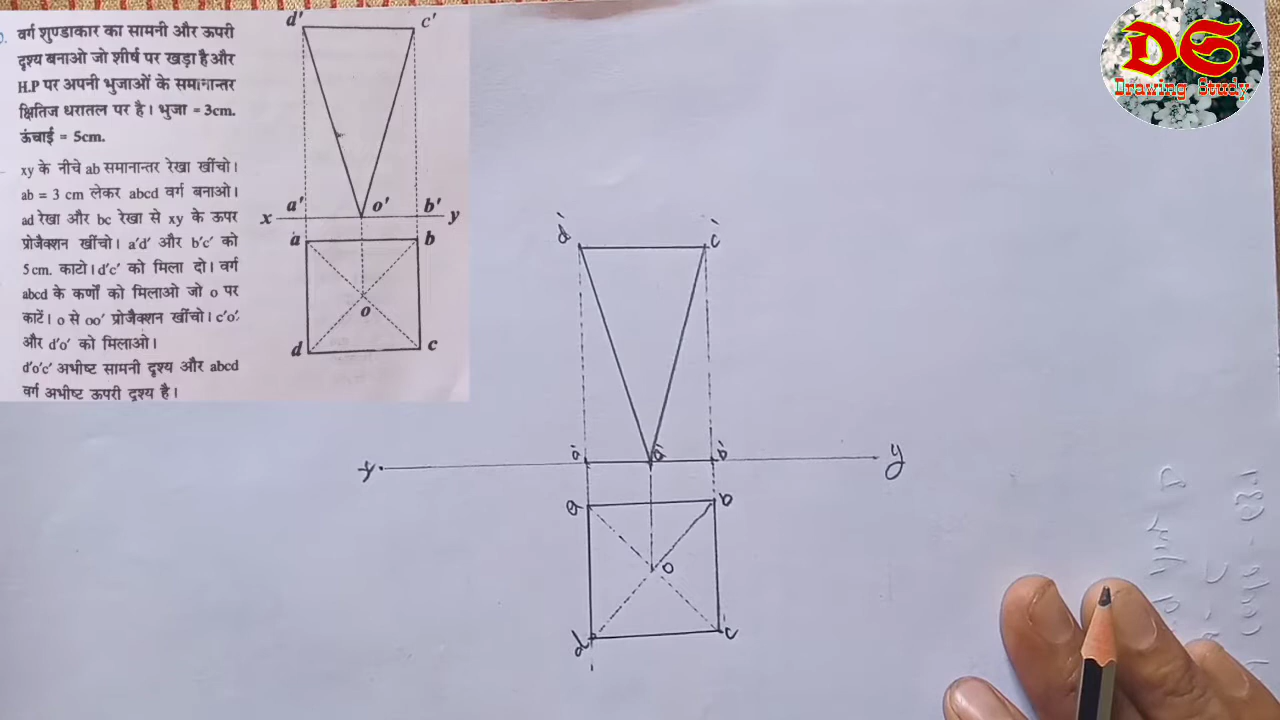 वर्ग शुण्डाकार का सामनी और ऊपरी
दृश्य बनाओ जो शीर्ष पर खड़ा है और
H.P पर अपनी भुजाओं के समानान्तर
क्षितिज धरातल पर है। भुजा = 3cm.
ऊंचाई = 5cm.
xy के नीचे ab समानान्तर रेखा खींचो।
ab = 3 cm लेकर abcd वर्ग बनाओ।
ad रेखा और bc रेखा से xy के ऊपर
प्रोजैक्शन खींचो। a'd' और b'c' को
5cm. काटो। d'c' को मिला दो। वर्ग
abcd के कर्णों को मिलाओ जो o पर
काटें। o से oo' प्रोजैक्शन खींचो। c'o'
और d'o' को मिलाओ।
d'o'c' अभीष्ट सामनी दृश्य और abcd
वर्ग अभीष्ट ऊपरी दृश्य है।
d' c'
x a' o' b' y
a b
o
d c
DS
Drawing Study
d' c'
a' o' b'
y
a b
o
d c